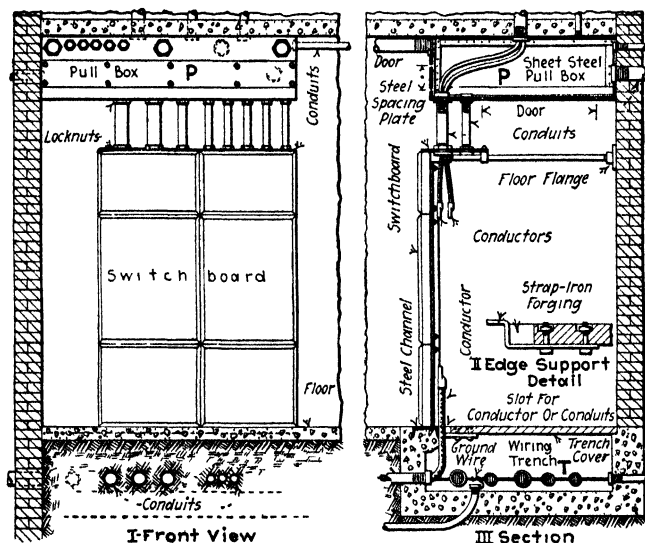 Pull Box P
Locknuts
Conduits
Switchboard
Floor
Conduits
I-Front View
Door
Steel
Spacing
Plate
P
Sheet Steel
Pull Box
Door
Conduits
Switchboard
Floor Flange
Conductors
Strap-Iron
Forging
Steel Channel
Conductor
II Edge Support
Detail
Slot For
Conductor Or Conduits
Ground
Wire
Wiring
Trench T
Trench
Cover
III Section